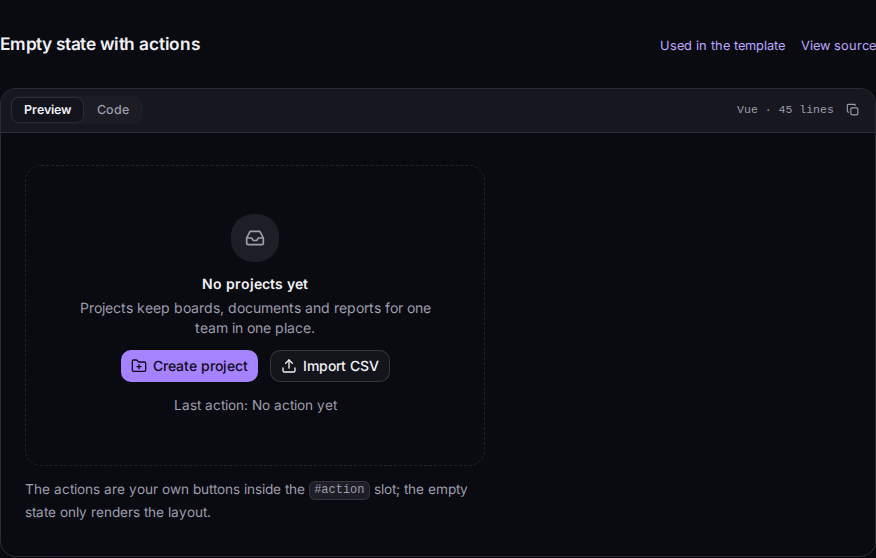 Empty state with actions
Used in the template View source
Preview Code
Vue · 45 lines
No projects yet
Projects keep boards, documents and reports for one
team in one place.
Create project Import CSV
Last action: No action yet
The actions are your own buttons inside the #action slot; the empty
state only renders the layout.